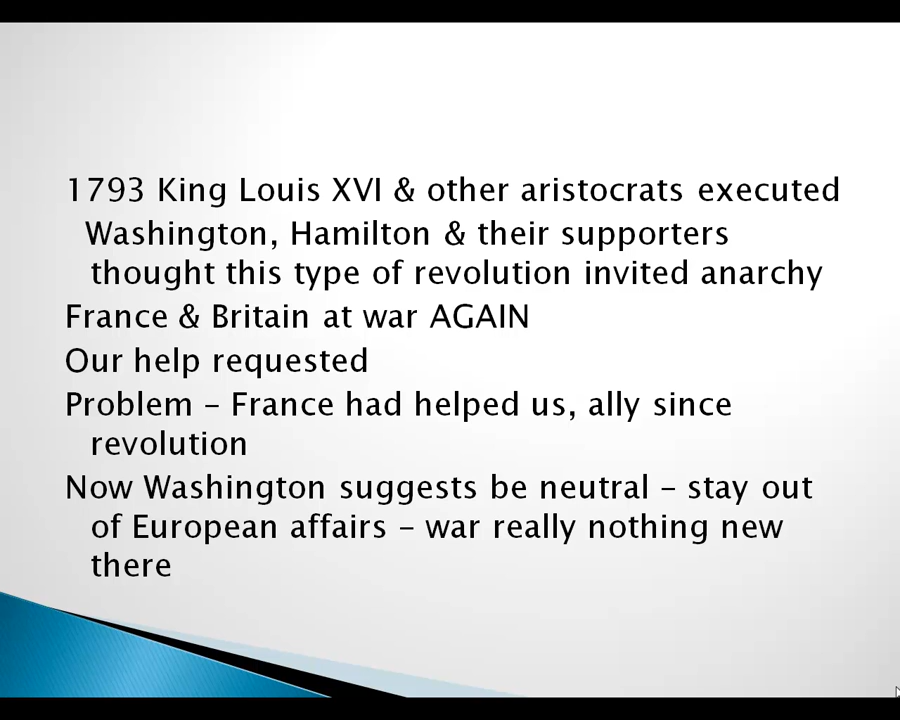 1793 King Louis XVI & other aristocrats executed
Washington, Hamilton & their supporters
thought this type of revolution invited anarchy
France & Britain at war AGAIN
Our help requested
Problem – France had helped us, ally since
revolution
Now Washington suggests be neutral – stay out
of European affairs – war really nothing new
there